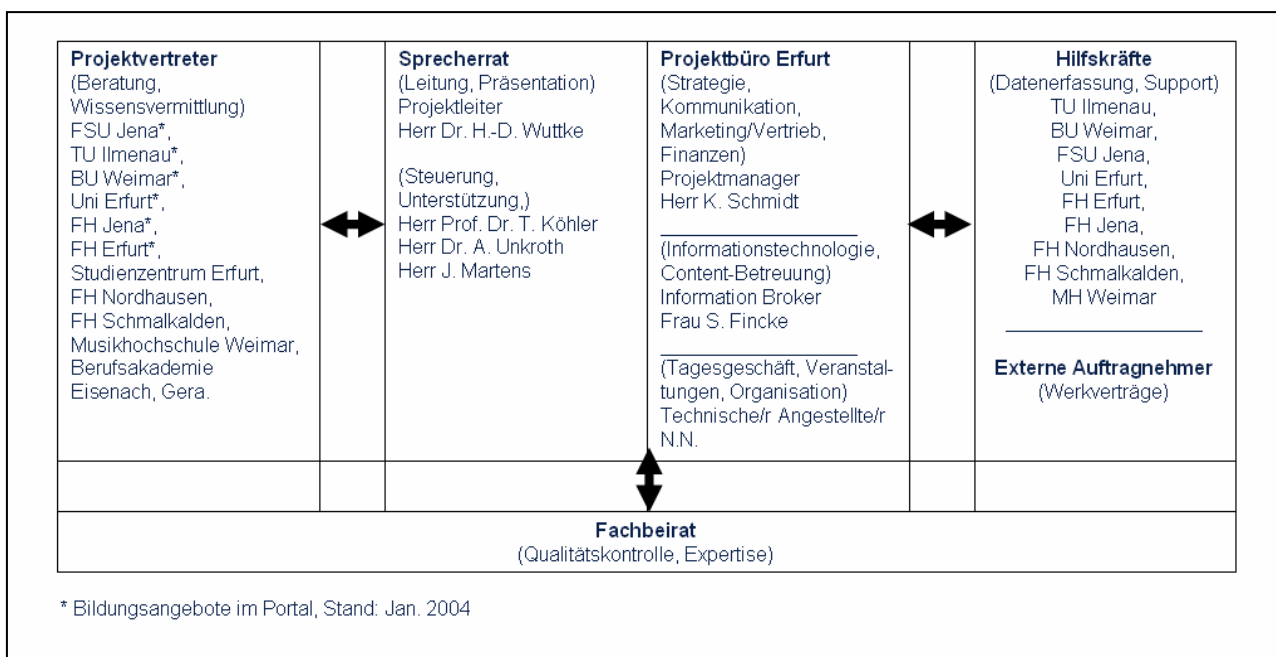 Projektvertreter
(Beratung,
Wissensvermittlung)
FSU Jena*,
TU Ilmenau*,
BU Weimar*,
Uni Erfurt*,
FH Jena*,
FH Erfurt*,
Studienzentrum Erfurt,
FH Nordhausen,
FH Schmalkalden,
Musikhochschule Weimar,
Berufsakademie
Eisenach, Gera.
Sprecherrat
(Leitung, Präsentation)
Projektleiter
Herr Dr. H.-D. Wuttke
(Steuerung,
Unterstützung,)
Herr Prof. Dr. T. Köhler
Herr Dr. A. Unkroth
Herr J. Martens
Projektbüro Erfurt
(Strategie,
Kommunikation,
Marketing/Vertrieb,
Finanzen)
Projektmanager
Herr K. Schmidt
(Informationstechnologie,
Content-Betreuung)
Information Broker
Frau S. Fincke
(Tagesgeschäft, Veranstal-
tungen, Organisation)
Technische/r Angestellte/r
N.N.
Hilfskräfte
(Datenerfassung, Support)
TU Ilmenau,
BU Weimar,
FSU Jena,
Uni Erfurt,
FH Erfurt,
FH Jena,
FH Nordhausen,
FH Schmalkalden,
MH Weimar
Externe Auftragnehmer
(Werkverträge)
Fachbeirat
(Qualitätskontrolle, Expertise)
* Bildungsangebote im Portal, Stand: Jan. 2004